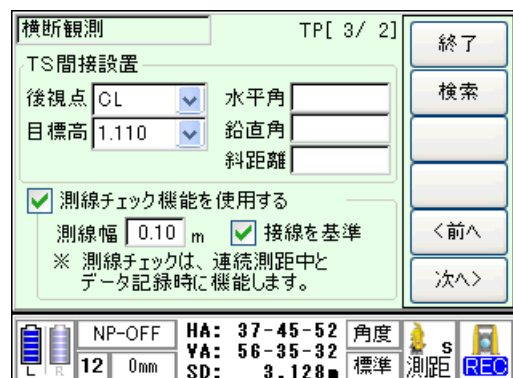 横断観測 TP[ 3/ 2]
終了
TS間接設置
後視点 CL 水平角
検索
目標高 1.110 鉛直角
斜距離
測線チェック機能を使用する
測線幅 0.10 m 接線を基準
<前へ
※ 測線チェックは、連続測距中と
データ記録時に機能します。
次へ>
NP-OFF HA: 37-45-52 角度
VA: 56-35-32
L R 12 0mm SD: 3.128m 標準 測距 S REC